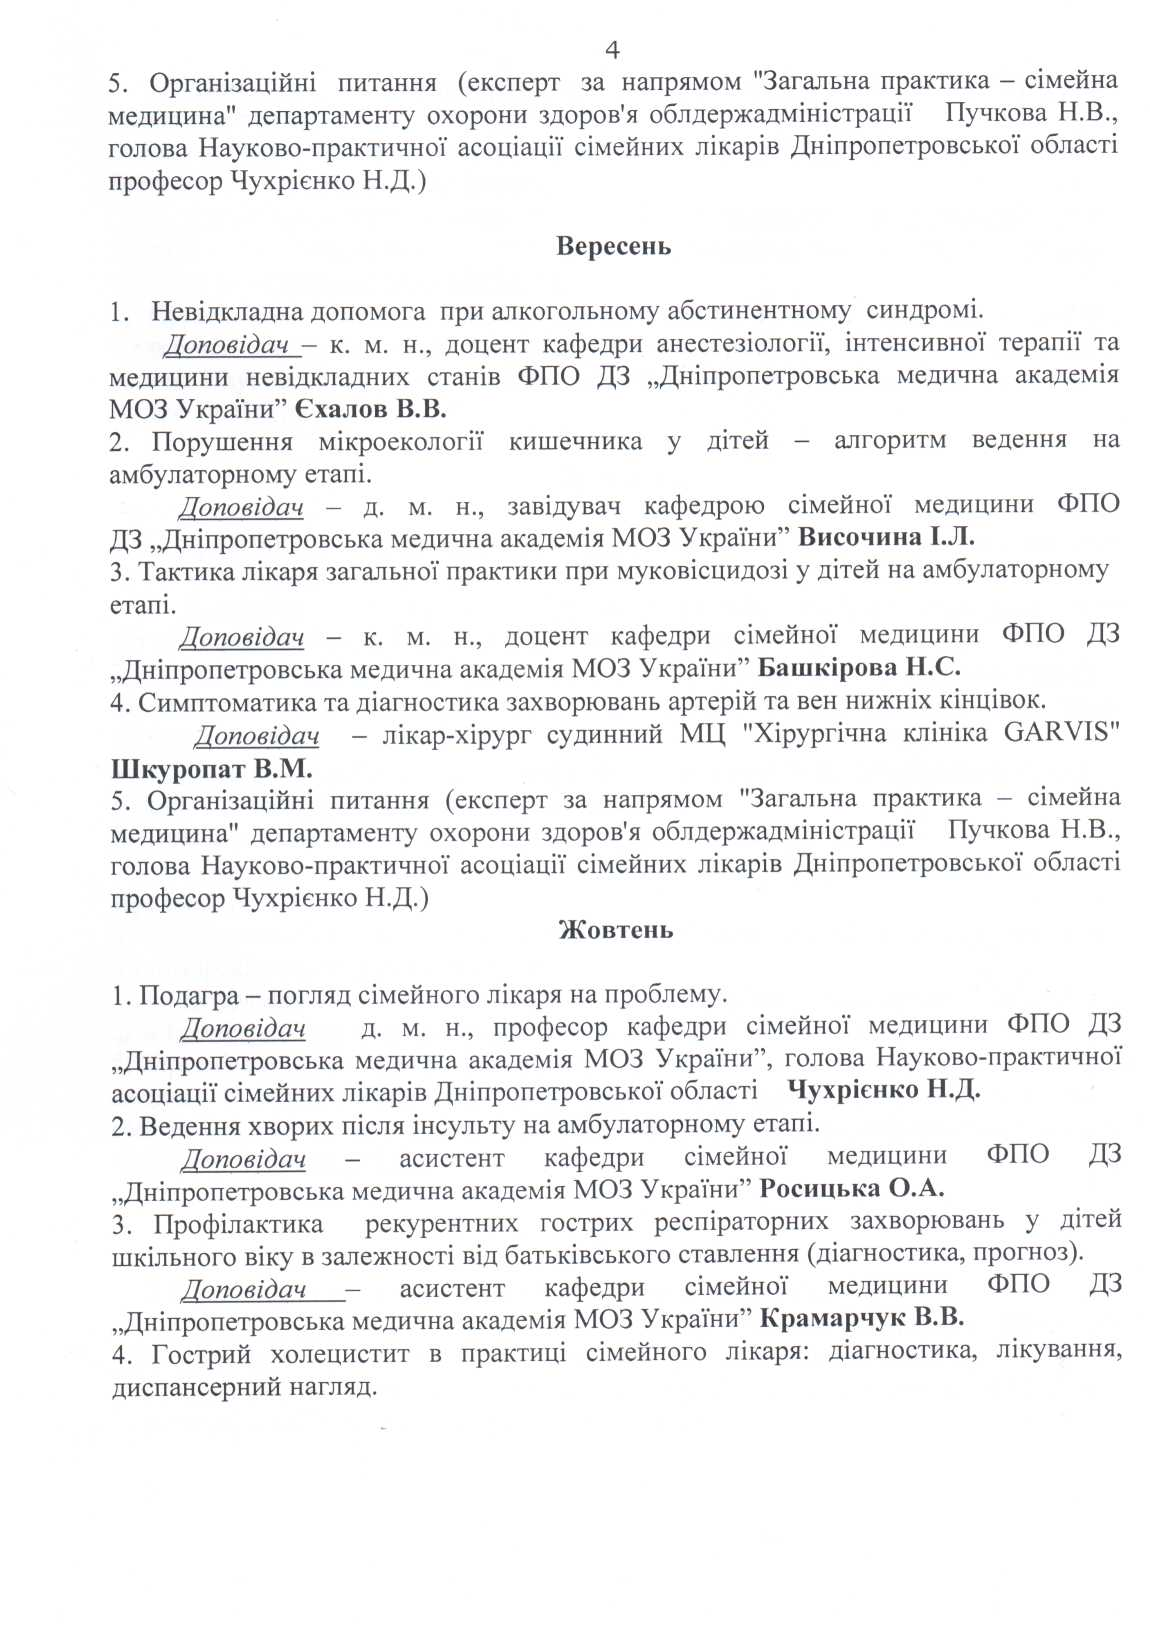 4
5. Організаційні питання (експерт за напрямом "Загальна практика – сімейна
медицина" департаменту охорони здоров'я облдержадміністрації Пучкова Н.В.,
голова Науково-практичної асоціації сімейних лікарів Дніпропетровської області
професор Чухрієнко Н.Д.)
Вересень
1. Невідкладна допомога при алкогольному абстинентному синдромі.
Доповідач – к. м. н., доцент кафедри анестезіології, інтенсивної терапії та
медицини невідкладних станів ФПО ДЗ „Дніпропетровська медична академія
МОЗ України” Єхалов В.В.
2. Порушення мікроекології кишечника у дітей – алгоритм ведення на
амбулаторному етапі.
Доповідач – д. м. н., завідувач кафедрою сімейної медицини ФПО
ДЗ „Дніпропетровська медична академія МОЗ України” Височина І.Л.
3. Тактика лікаря загальної практики при муковісцидозі у дітей на амбулаторному
етапі.
Доповідач – к. м. н., доцент кафедри сімейної медицини ФПО ДЗ
„Дніпропетровська медична академія МОЗ України” Башкірова Н.С.
4. Симптоматика та діагностика захворювань артерій та вен нижніх кінцівок.
Доповідач – лікар-хірург судинний МЦ "Хірургічна клініка GARVIS"
Шкуропат В.М.
5. Організаційні питання (експерт за напрямом "Загальна практика – сімейна
медицина" департаменту охорони здоров'я облдержадміністрації Пучкова Н.В.,
голова Науково-практичної асоціації сімейних лікарів Дніпропетровської області
професор Чухрієнко Н.Д.)
Жовтень
1. Подагра – погляд сімейного лікаря на проблему.
Доповідач д. м. н., професор кафедри сімейної медицини ФПО ДЗ
„Дніпропетровська медична академія МОЗ України”, голова Науково-практичної
асоціації сімейних лікарів Дніпропетровської області Чухрієнко Н.Д.
2. Ведення хворих після інсульту на амбулаторному етапі.
Доповідач – асистент кафедри сімейної медицини ФПО ДЗ
„Дніпропетровська медична академія МОЗ України” Росицька О.А.
3. Профілактика рекурентних гострих респіраторних захворювань у дітей
шкільного віку в залежності від батьківського ставлення (діагностика, прогноз).
Доповідач – асистент кафедри сімейної медицини ФПО ДЗ
„Дніпропетровська медична академія МОЗ України” Крамарчук В.В.
4. Гострий холецистит в практиці сімейного лікаря: діагностика, лікування,
диспансерний нагляд.